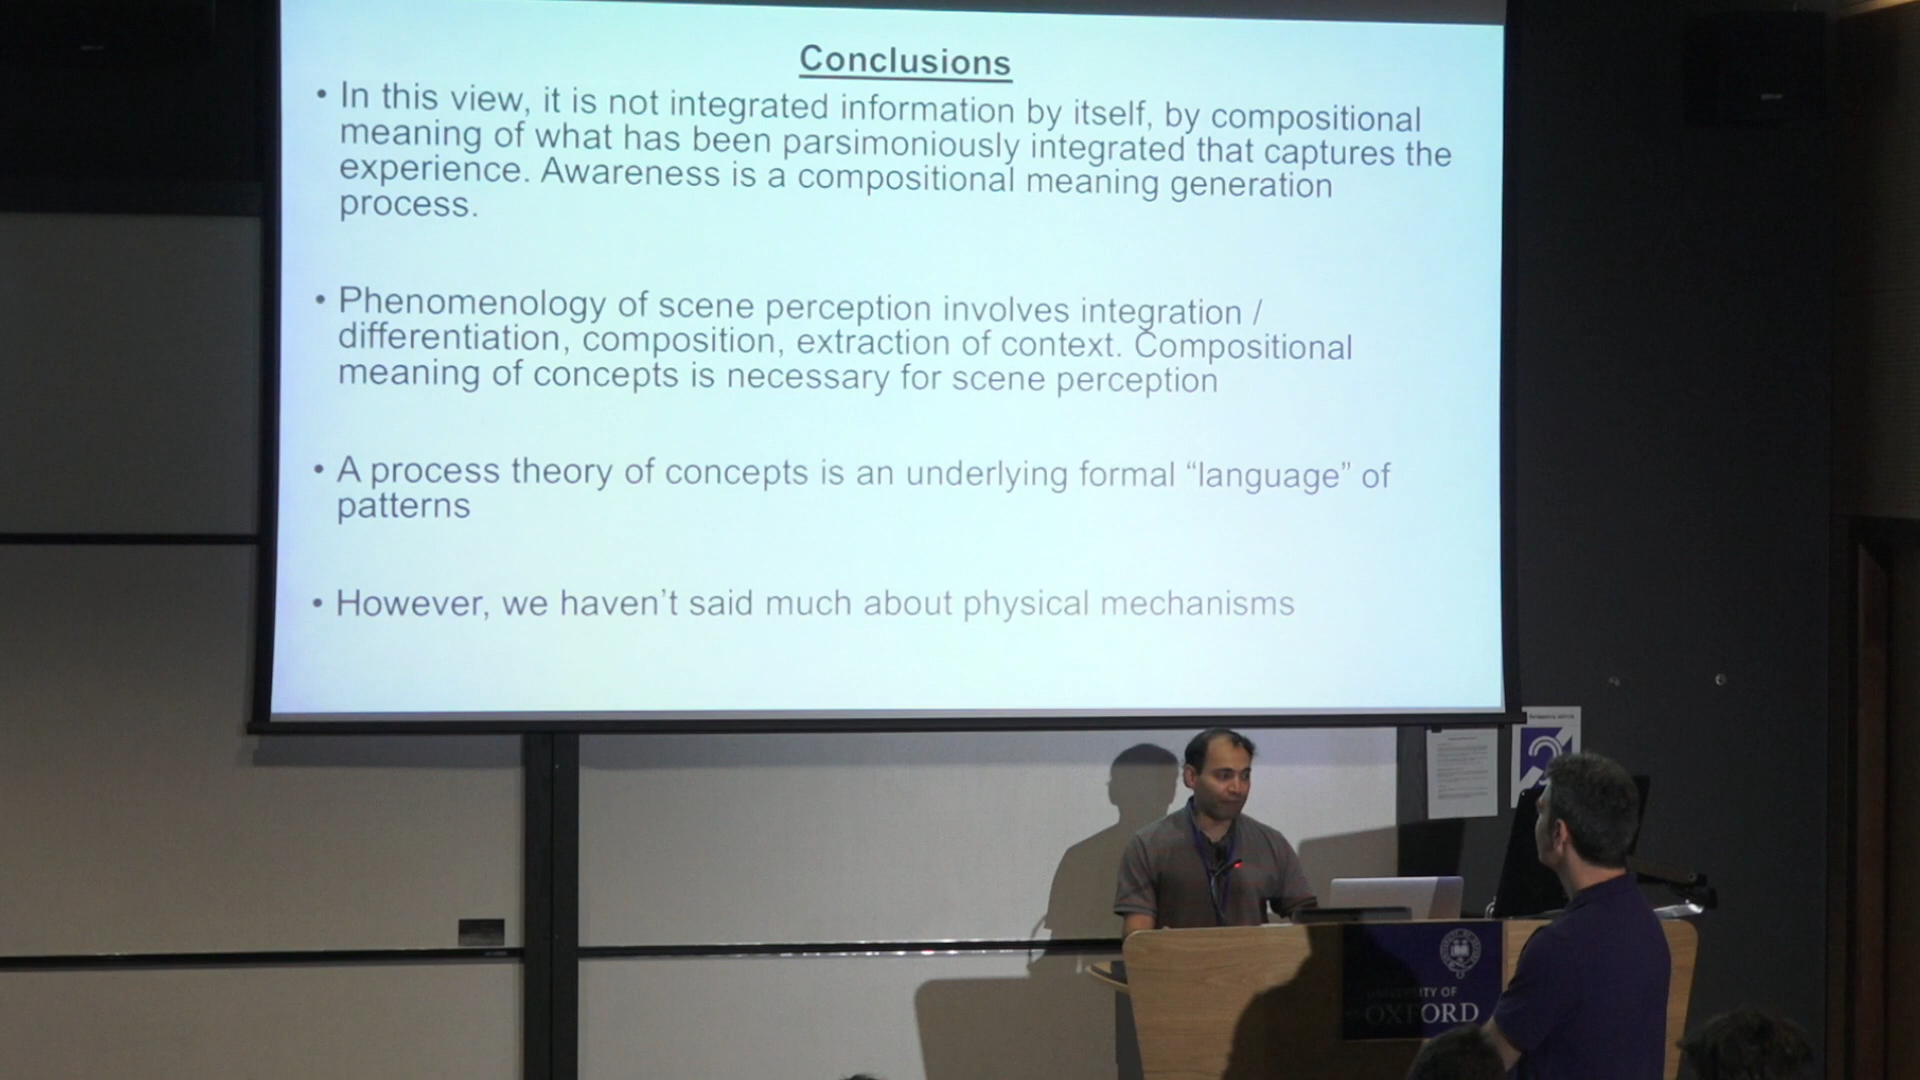 Conclusions
• In this view, it is not integrated information by itself, by compositional
meaning of what has been parsimoniously integrated that captures the
experience. Awareness is a compositional meaning generation
process.
• Phenomenology of scene perception involves integration /
differentiation, composition, extraction of context. Compositional
meaning of concepts is necessary for scene perception
• A process theory of concepts is an underlying formal “language” of
patterns
• However, we haven’t said much about physical mechanisms
UNIVERSITY OF
OXFORD